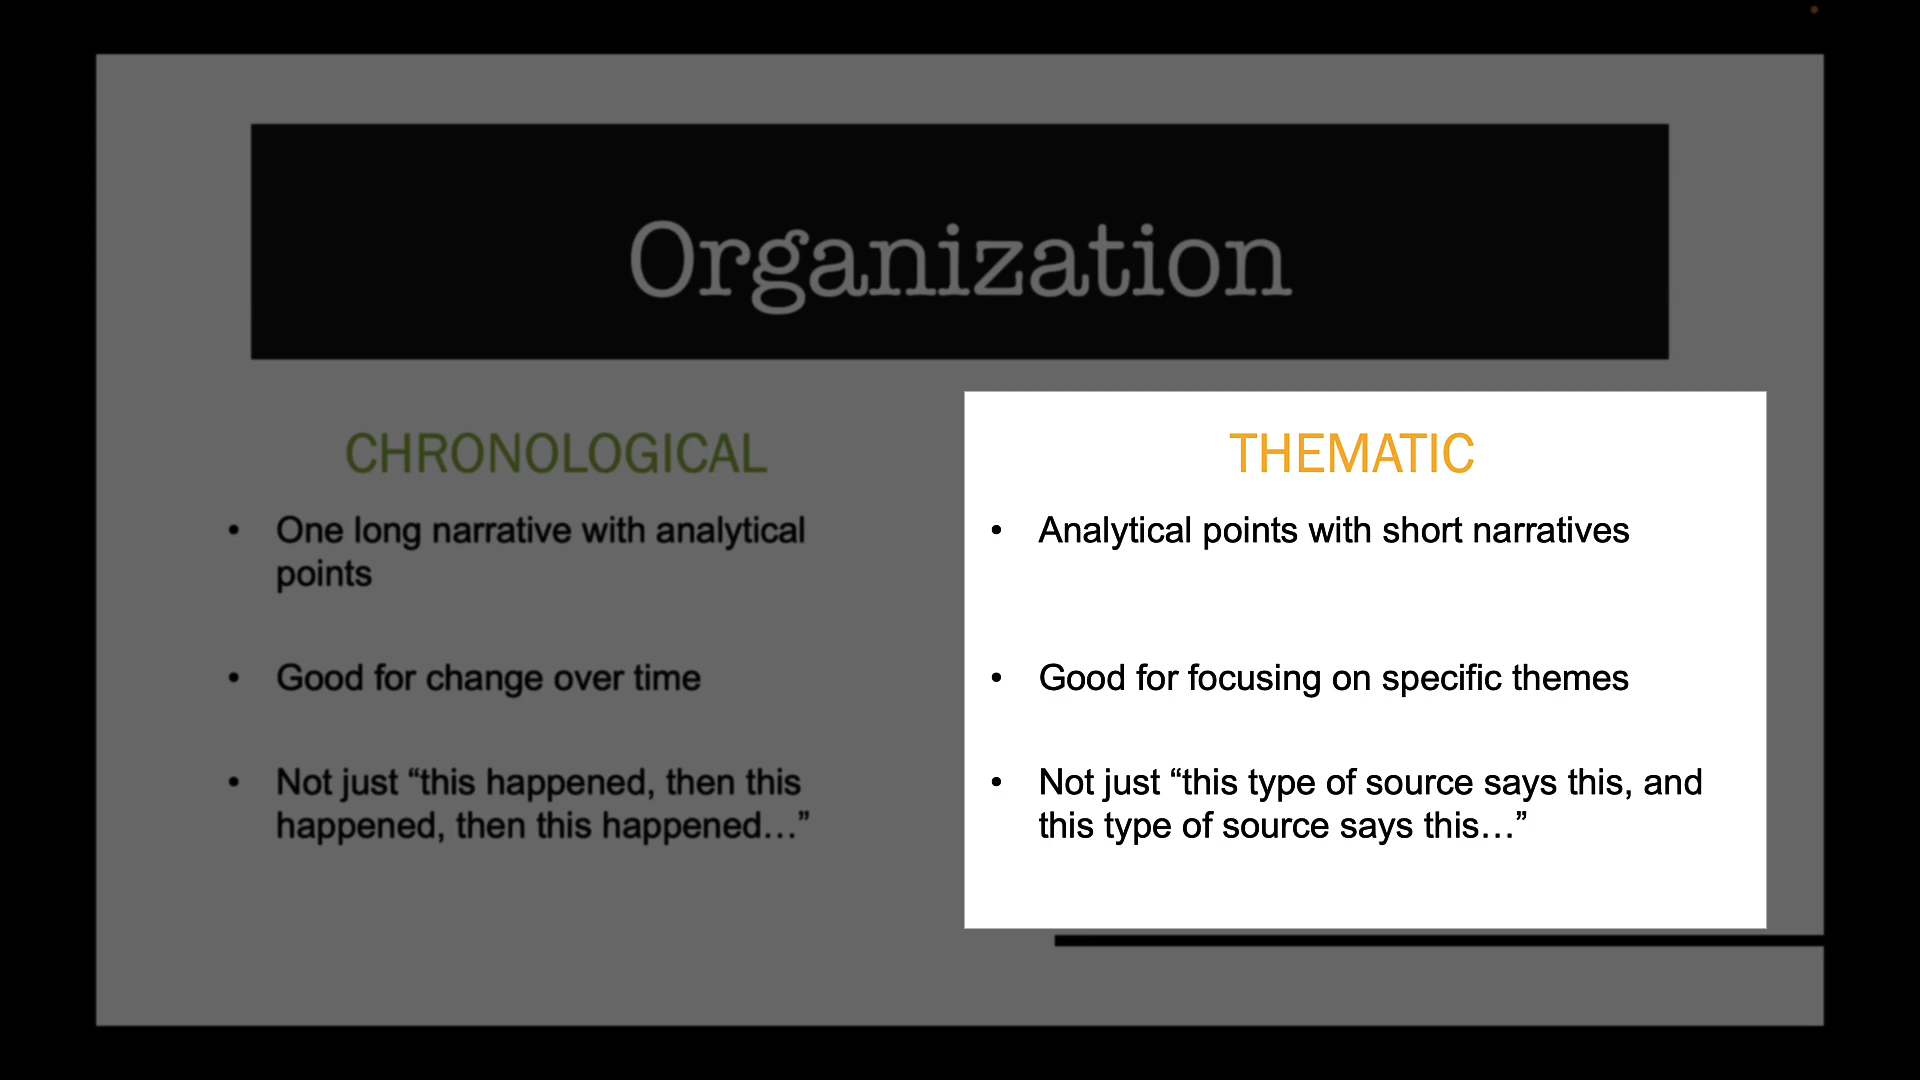 Organization
CHRONOLOGICAL
• One long narrative with analytical
points
• Good for change over time
• Not just “this happened, then this
happened, then this happened…”
THEMATIC
• Analytical points with short narratives
• Good for focusing on specific themes
• Not just “this type of source says this, and
this type of source says this…”